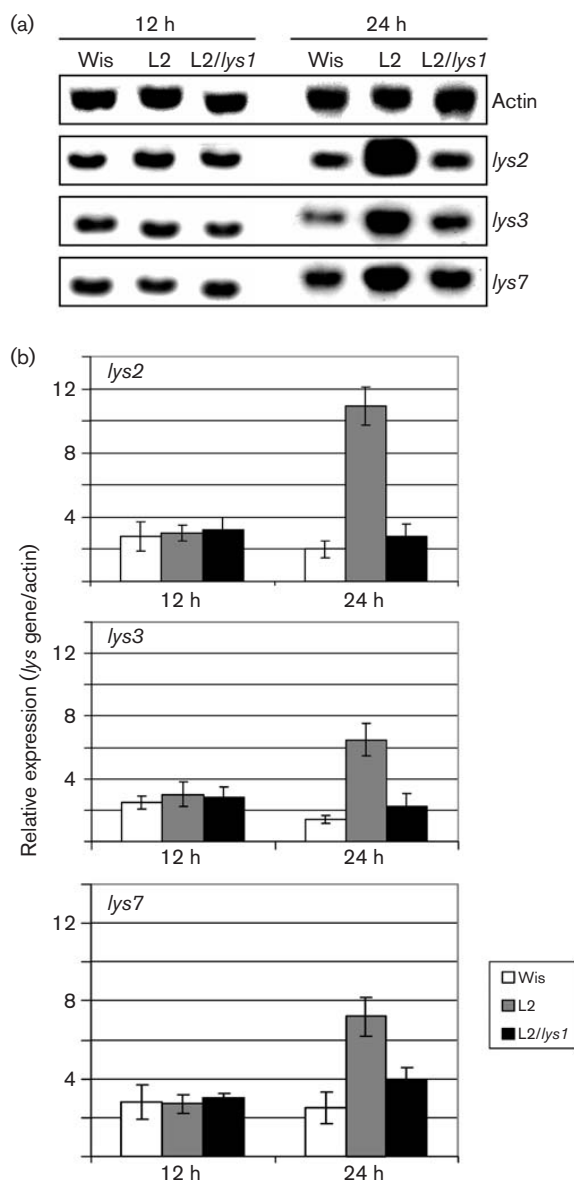 (a)
12 h 24 h
Wis L2 L2/lys1 Wis L2 L2/lys1
Actin
lys2
lys3
lys7
(b)
Relative expression (lys gene/actin)
lys2
12
8
4
12 h 24 h
lys3
12
8
4
12 h 24 h
lys7
12
8
4
12 h 24 h
Wis
L2
L2/lys1